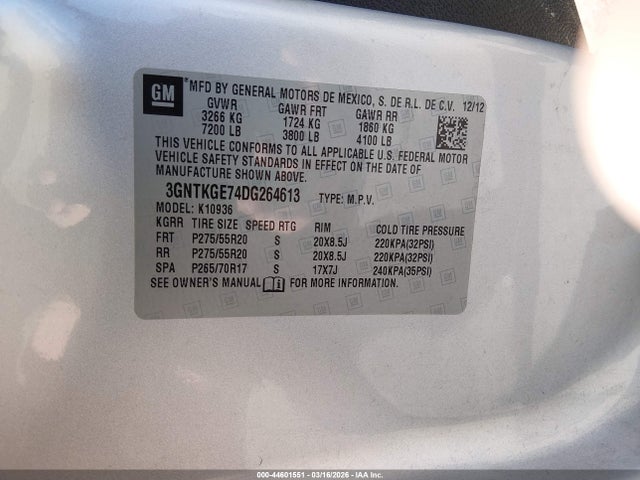 GM
*MFD BY GENERAL MOTORS DE MEXICO, S. DE R.L. DE C.V. 12/12
GVWR GAWR FRT GAWR RR
3266 KG 1724 KG 1860 KG
7200 LB 3800 LB 4100 LB
THIS VEHICLE CONFORMS TO ALL APPLICABLE U.S. FEDERAL MOTOR
VEHICLE SAFETY STANDARDS IN EFFECT ON THE DATE OF
MANUFACTURE SHOWN ABOVE.
3GNTKGE74DG264613 TYPE: M.P.V.
MODEL: K10936
KGRR TIRE SIZE SPEED RTG RIM COLD TIRE PRESSURE
FRT P275/55R20 S 20X8.5J 220KPA(32PSI)
RR P275/55R20 S 20X8.5J 220KPA(32PSI)
SPA P265/70R17 S 17X7J 240KPA(35PSI)
SEE OWNER'S MANUAL FOR MORE INFORMATION.
000-44601551 - 03/16/2026 - IAA Inc.